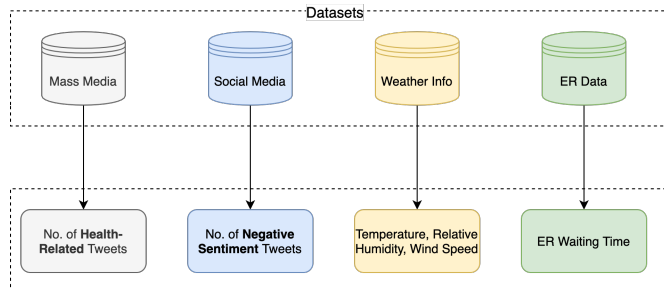 Datasets
Mass Media
Social Media
Weather Info
ER Data
No. of Health-
Related Tweets
No. of Negative
Sentiment Tweets
Temperature, Relative
Humidity, Wind Speed
ER Waiting Time